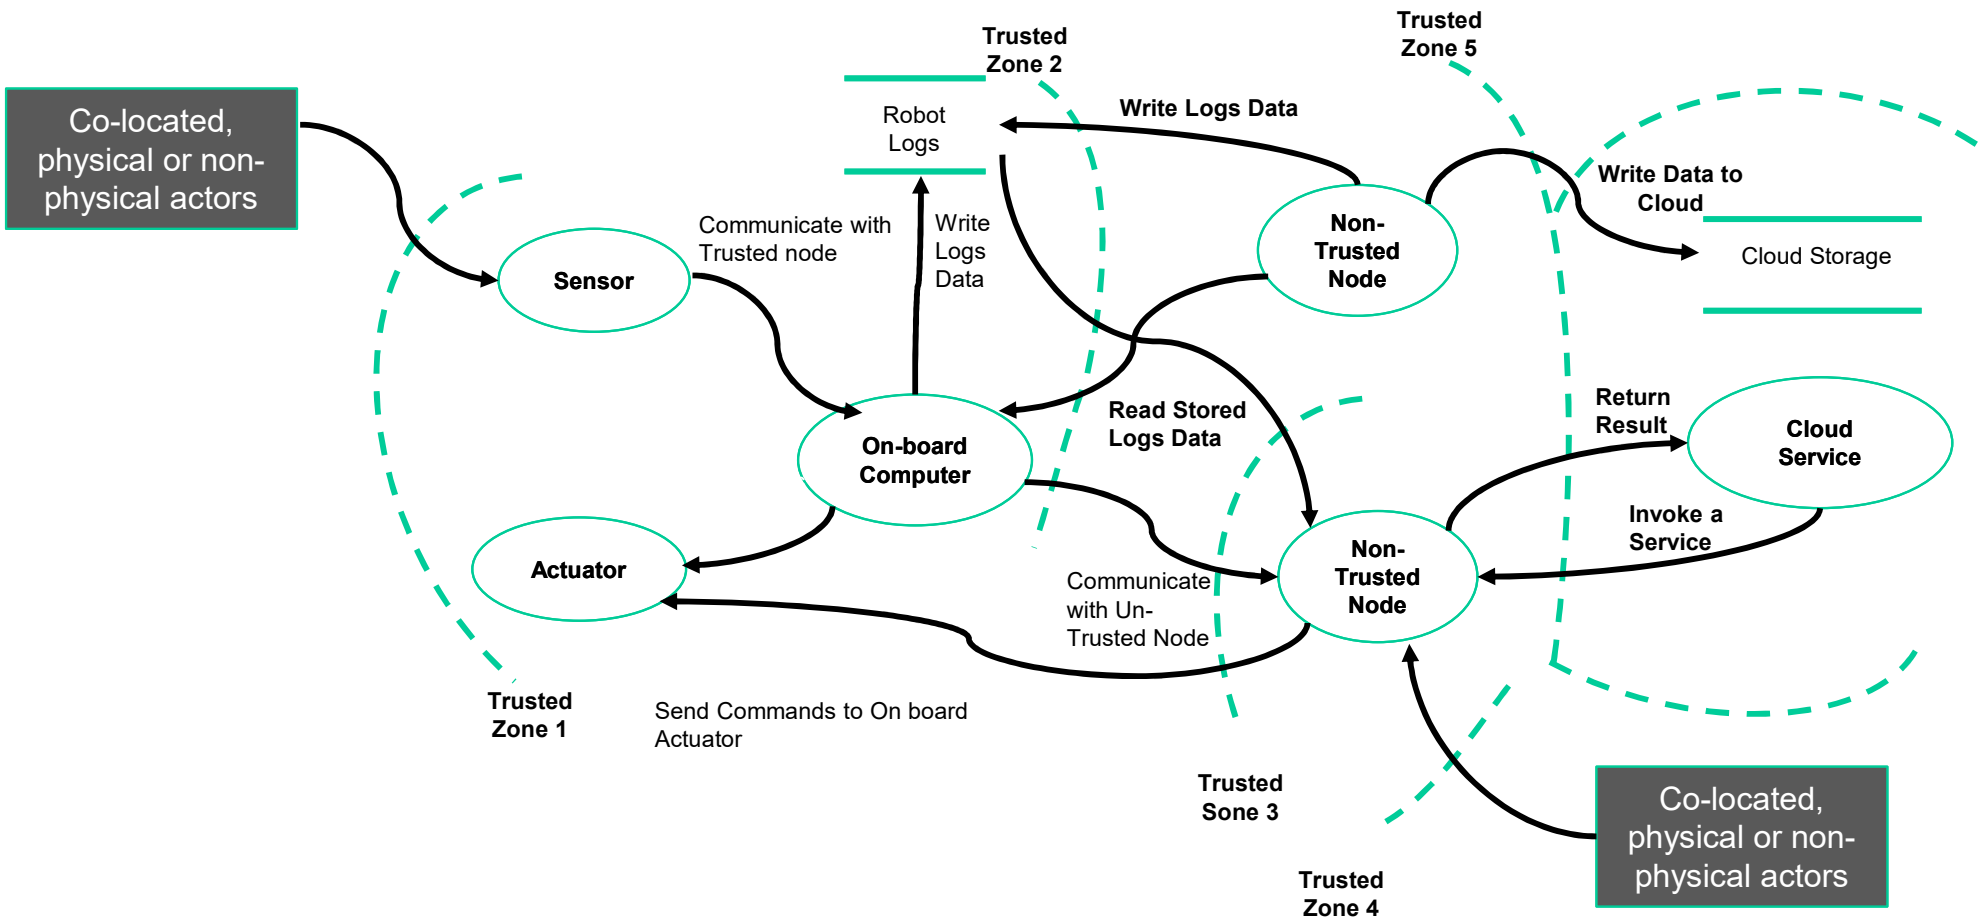 Trusted
Zone 5
Trusted
Zone 2
Co-located,
physical or non-
physical actors
Robot
Logs
Write Logs Data
Write Data to
Cloud
Communicate with
Trusted node
Write
Logs
Data
Non-
Trusted
Node
Cloud Storage
Sensor
Read Stored
Logs Data
Return
Result
Cloud
Service
On-board
Computer
Invoke a
Service
Actuator
Non-
Trusted
Node
Communicate
with Un-
Trusted Node
Trusted
Zone 1
Send Commands to On board
Actuator
Trusted
Sone 3
Co-located,
physical or non-
physical actors
Trusted
Zone 4